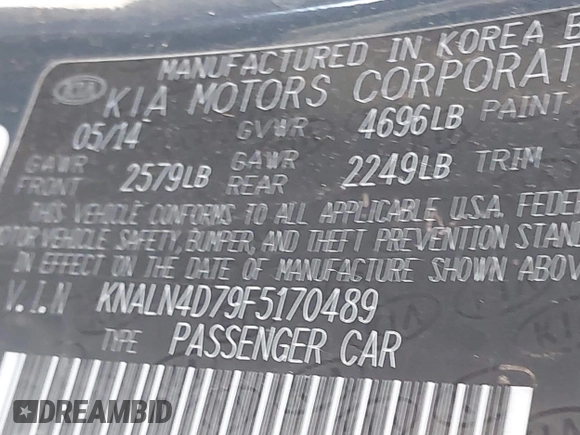 MANUFACTURED IN KOREA B
KIA KIA MOTORS CORPORAT
05/14 GVWR 4696LB PAINT
GAWR FRONT 2579LB GAWR REAR 2249LB TRIM
THIS VEHICLE CONFORMS TO ALL APPLICABLE U.S.A. FEDER
MOTOR VEHICLE SAFETY, BUMPER, AND THEFT PREVENTION STAN
IN EFFECT ON THE DATE OF MANUFACTURE SHOWN ABOV
V.I.N KNALN4D79F5170489
TYPE PASSENGER CAR
KIA
DREAMBID